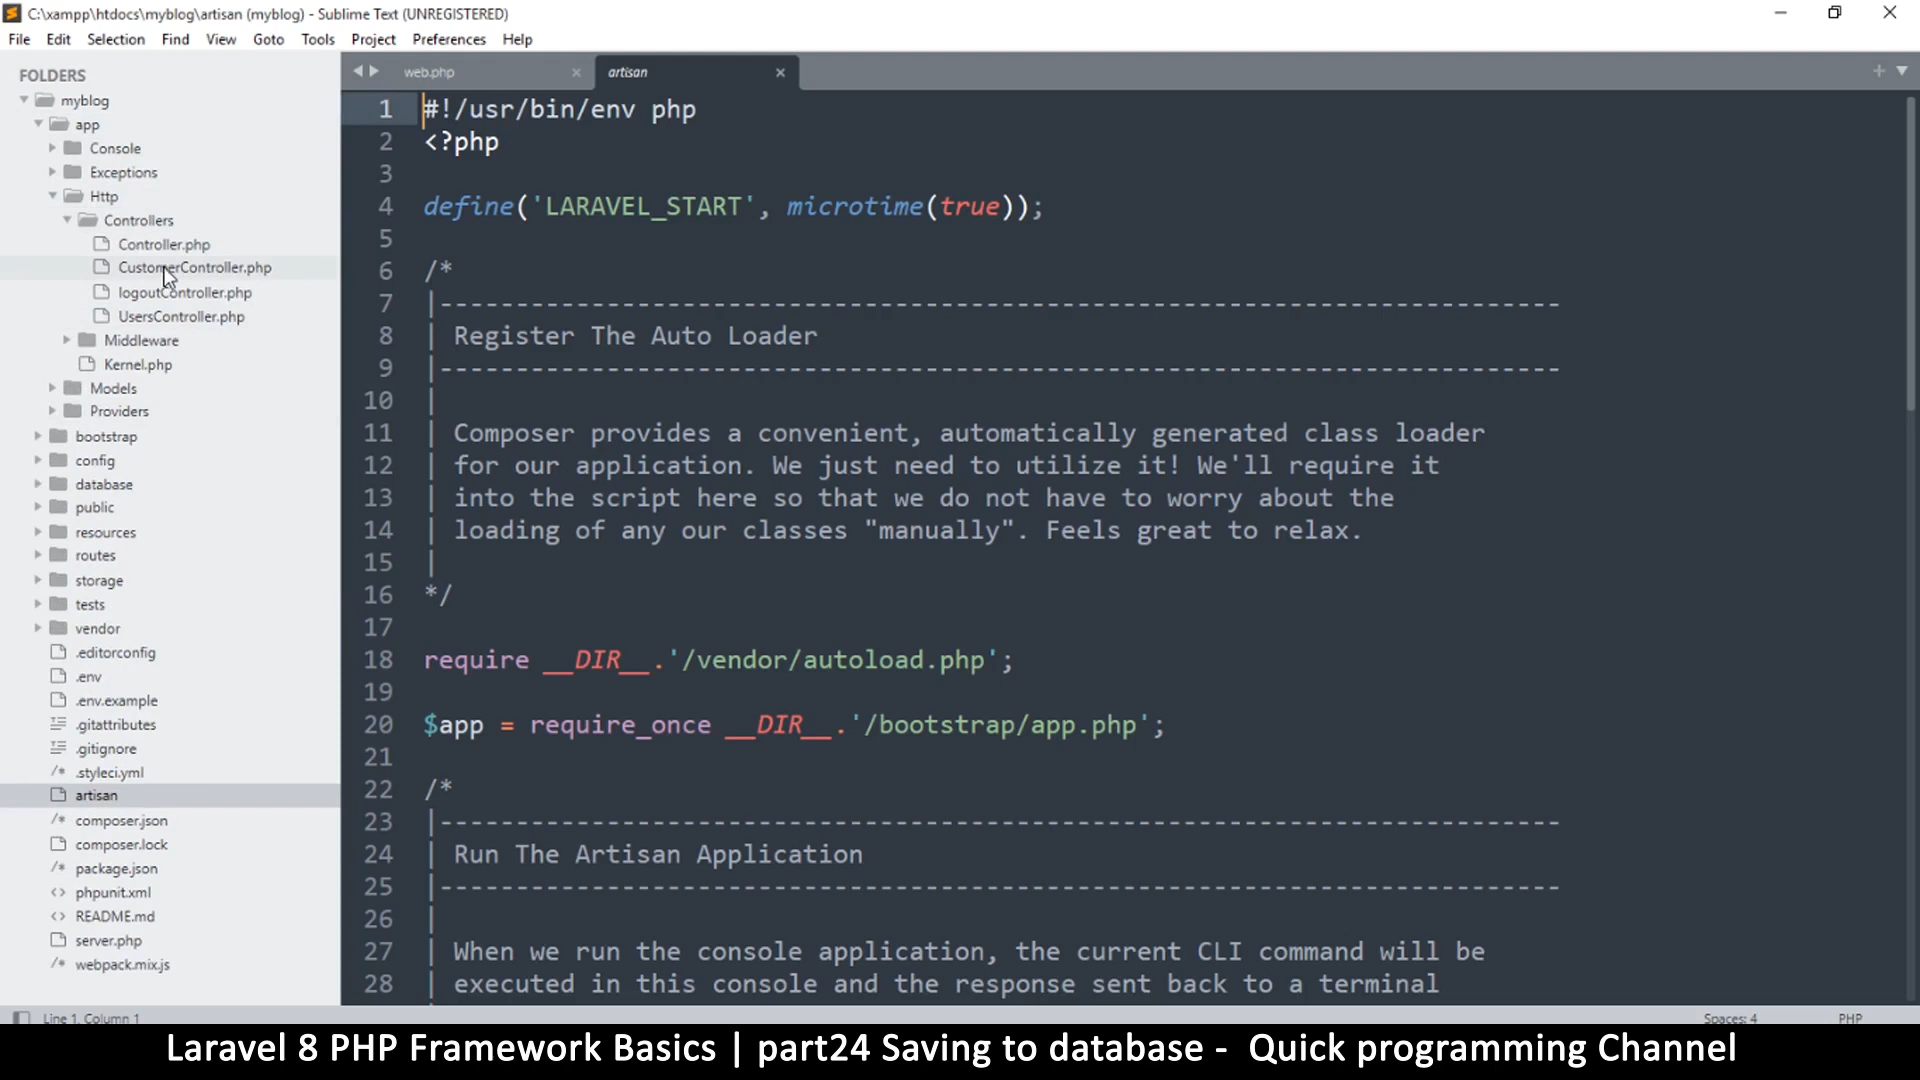 C:\xampp\htdocs\myblog\artisan (myblog) - Sublime Text (UNREGISTERED)
File Edit Selection Find View Goto Tools Project Preferences Help
FOLDERS
myblog
app
Console
Exceptions
Http
Controllers
Controller.php
CustomerController.php
logoutController.php
UsersController.php
Middleware
Kernel.php
Models
Providers
bootstrap
config
database
public
resources
routes
storage
tests
vendor
.editorconfig
.env
.env.example
.gitattributes
.gitignore
.styleci.yml
artisan
composer.json
composer.lock
package.json
phpunit.xml
README.md
server.php
webpack.mix.js
web.php
artisan
1 #!/usr/bin/env php
2 <?php
3
4 define('LARAVEL_START', microtime(true));
5
6 /*
7 |--------------------------------------------------------------------------
8 | Register The Auto Loader
9 |--------------------------------------------------------------------------
10 |
11 | Composer provides a convenient, automatically generated class loader
12 | for our application. We just need to utilize it! We'll require it
13 | into the script here so that we do not have to worry about the
14 | loading of any our classes "manually". Feels great to relax.
15 |
16 */
17
18 require __DIR__.'/vendor/autoload.php';
19
20 $app = require_once __DIR__.'/bootstrap/app.php';
21
22 /*
23 |--------------------------------------------------------------------------
24 | Run The Artisan Application
25 |--------------------------------------------------------------------------
26 |
27 | When we run the console application, the current CLI command will be
28 | executed in this console and the response sent back to a terminal
Line 1, Column 1
Spaces: 4
PHP
Laravel 8 PHP Framework Basics | part24 Saving to database - Quick programming Channel